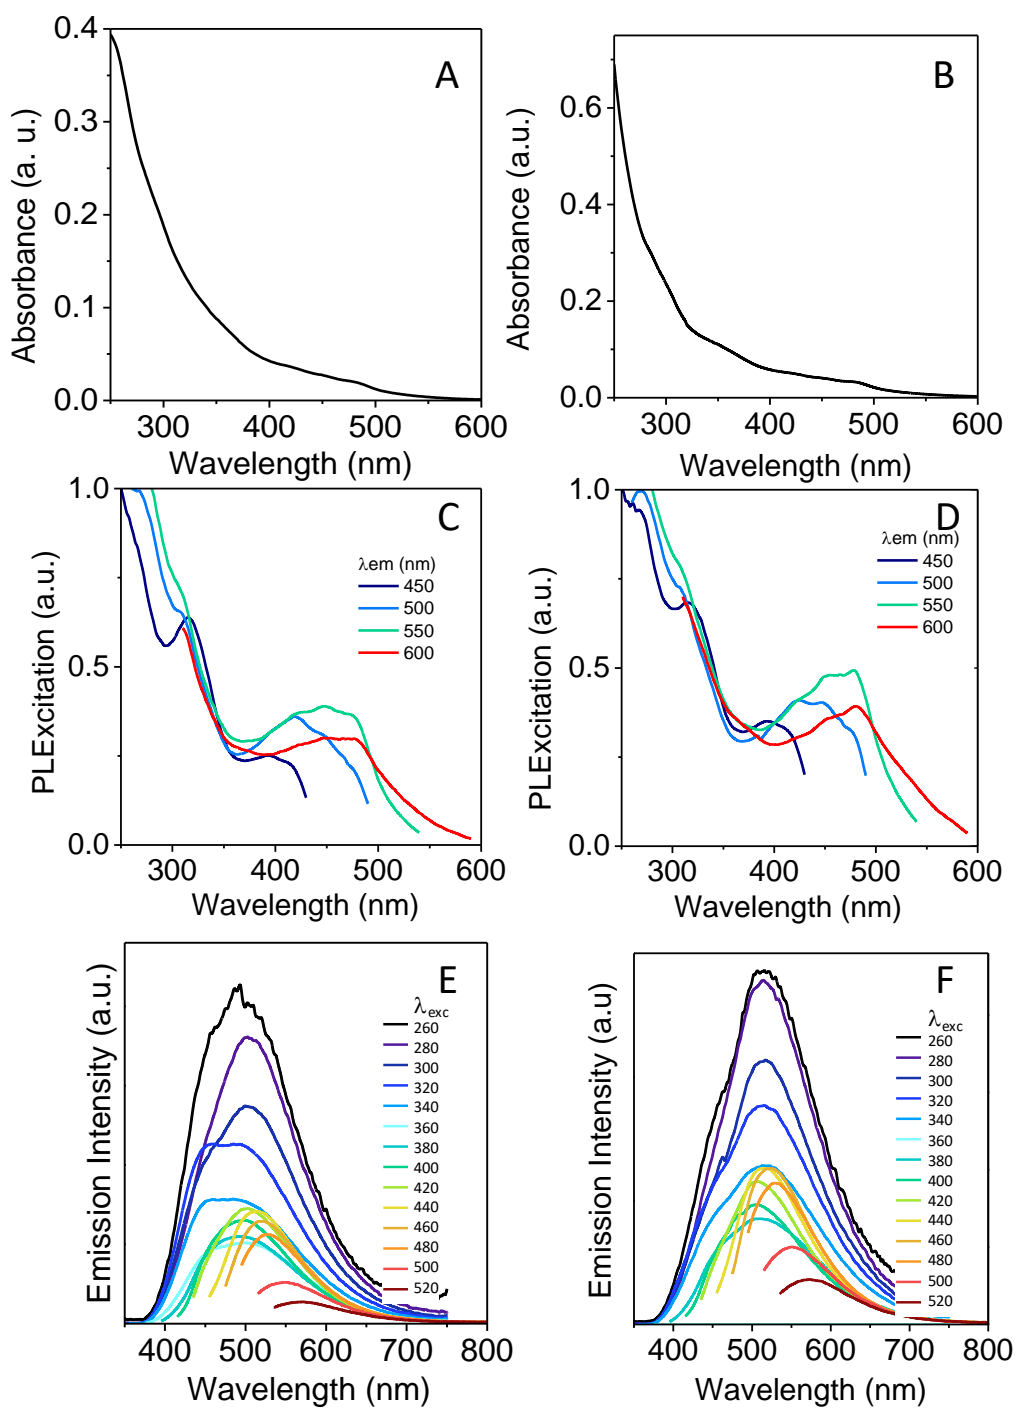 A
Absorbance (a. u.)
0.4
0.3
0.2
0.1
0.0
300 400 500 600
Wavelength (nm)
B
Absorbance (a.u.)
0.6
0.4
0.2
0.0
300 400 500 600
Wavelength (nm)
C
PLExcitation (a.u.)
1.0
0.5
0.0
λem (nm)
450
500
550
600
300 400 500 600
Wavelength (nm)
D
PLExcitation (a.u.)
1.0
0.5
0.0
λem (nm)
450
500
550
600
300 400 500 600
Wavelength (nm)
E
Emission Intensity (a.u.)
λexc
260
280
300
320
340
360
380
400
420
440
460
480
500
520
400 500 600 700 800
Wavelength (nm)
F
Emission Intensity (a.u)
λexc
260
280
300
320
340
360
380
400
420
440
460
480
500
520
400 500 600 700 800
Wavelength (nm)